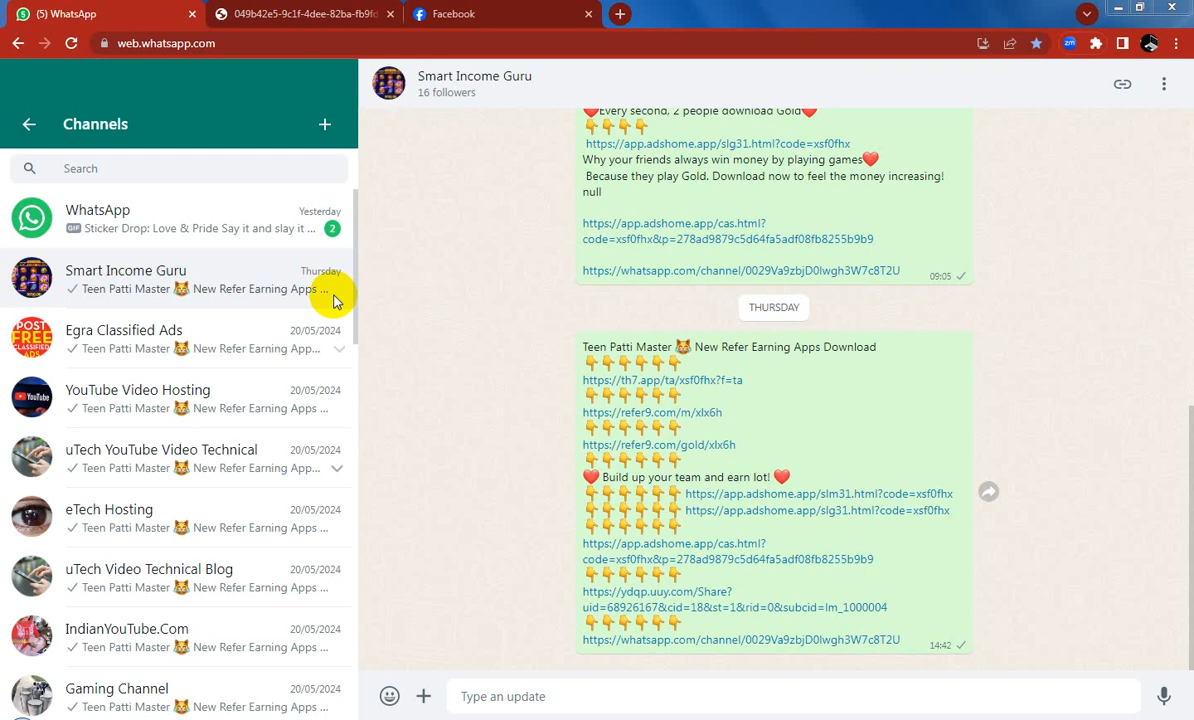 (5) WhatsApp
049b42e5-9c1f-4dee-82ba-fb9fd
Facebook
web.whatsapp.com
zm
Channels
Search
WhatsApp
Yesterday
GIF Sticker Drop: Love & Pride Say it and slay it ...
2
Smart Income Guru
Thursday
Teen Patti Master 😹 New Refer Earning Apps ...
Egra Classified Ads
20/05/2024
Teen Patti Master 😹 New Refer Earning App...
YouTube Video Hosting
20/05/2024
Teen Patti Master 😹 New Refer Earning Apps ...
uTech YouTube Video Technical
20/05/2024
Teen Patti Master 😹 New Refer Earning App...
eTech Hosting
20/05/2024
Teen Patti Master 😹 New Refer Earning Apps ...
uTech Video Technical Blog
20/05/2024
Teen Patti Master 😹 New Refer Earning Apps ...
IndianYouTube.Com
20/05/2024
Teen Patti Master 😹 New Refer Earning Apps ...
Gaming Channel
20/05/2024
Teen Patti Master 😹 New Refer Earning Apps ...
POST
FREE
CLASSIFIED
ADS
YouTube
Smart Income Guru
16 followers
❤️Every second, 2 people download Gold❤️
👇👇👇👇
https://app.adshome.app/slg31.html?code=xsf0fhx
Why your friends always win money by playing games❤️
Because they play Gold. Download now to feel the money increasing!
null
https://app.adshome.app/cas.html?
code=xsf0fhx&p=278ad9879c5d64fa5adf08fb8255b9b9
https://whatsapp.com/channel/0029Va9zbjD0lwgh3W7c8T2U
09:05
THURSDAY
Teen Patti Master 😹 New Refer Earning Apps Download
👇👇👇👇👇👇
https://th7.app/ta/xsf0fhx?f=ta
👇👇👇👇👇👇
https://refer9.com/m/xlx6h
👇👇👇👇👇👇
https://refer9.com/gold/xlx6h
👇👇👇👇👇👇
❤️ Build up your team and earn lot! ❤️
👇👇👇👇👇👇 https://app.adshome.app/slm31.html?code=xsf0fhx
👇👇👇👇👇👇 https://app.adshome.app/slg31.html?code=xsf0fhx
👇👇👇👇👇👇
https://app.adshome.app/cas.html?
code=xsf0fhx&p=278ad9879c5d64fa5adf08fb8255b9b9
👇👇👇👇👇👇
https://ydqp.uuy.com/Share?
uid=68926167&cid=18&st=1&rid=0&subcid=lm_1000004
👇👇👇👇👇👇
https://whatsapp.com/channel/0029Va9zbjD0lwgh3W7c8T2U
14:42
Type an update